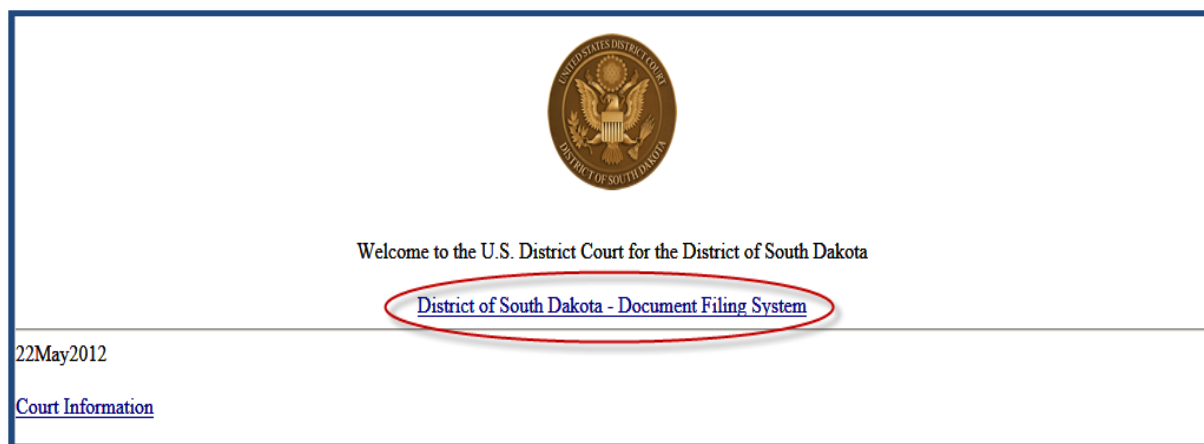 UNITED STATES DISTRICT COURT
DISTRICT OF SOUTH DAKOTA
Welcome to the U.S. District Court for the District of South Dakota
District of South Dakota - Document Filing System
22May2012
Court Information